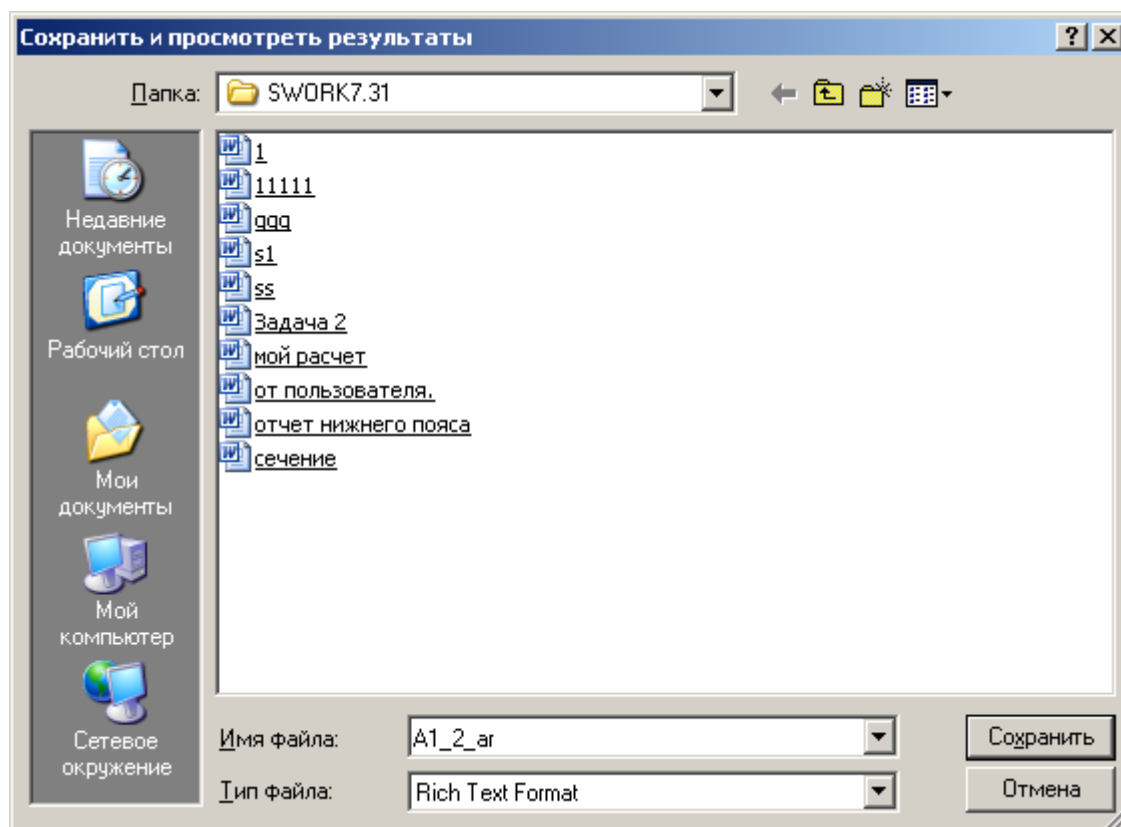 Сохранить и просмотреть результаты
Папка: SWORK7.31
1
11111
ggg
s1
ss
Задача 2
мой расчет
от пользователя.
отчет нижнего пояса
сечение
Недавние
документы
Рабочий стол
Мои
документы
Мой
компьютер
Сетевое
окружение
Имя файла: A1_2_ar Сохранить
Тип файла: Rich Text Format Отмена